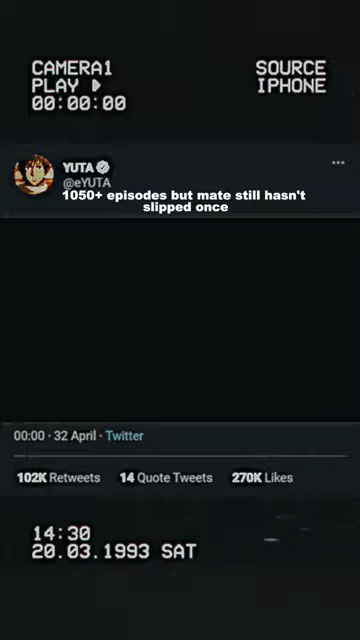 CAMERA1
SOURCE
PLAY
IPHONE
00:00:00
YUTA
@eYUTA
1050+ episodes but mate still hasn't
slipped once
00:00 · 32 April · Twitter
102K Retweets 14 Quote Tweets 270K Likes
14:30
20.03.1993 SAT